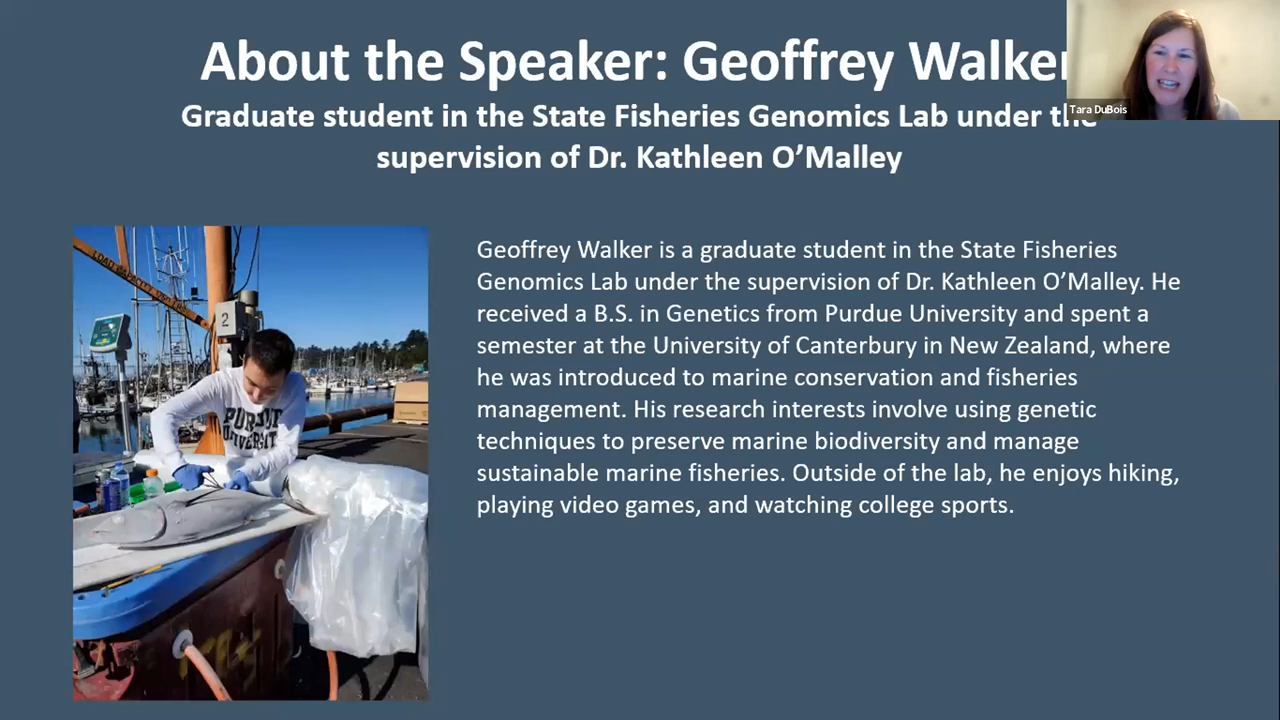 About the Speaker: Geoffrey Walker
Tara DuBois
Graduate student in the State Fisheries Genomics Lab under the
supervision of Dr. Kathleen O’Malley
Geoffrey Walker is a graduate student in the State Fisheries
Genomics Lab under the supervision of Dr. Kathleen O’Malley. He
received a B.S. in Genetics from Purdue University and spent a
semester at the University of Canterbury in New Zealand, where
he was introduced to marine conservation and fisheries
management. His research interests involve using genetic
techniques to preserve marine biodiversity and manage
sustainable marine fisheries. Outside of the lab, he enjoys hiking,
playing video games, and watching college sports.
LOAD CAPACITY
2
PURDUE
UNIVERSITY